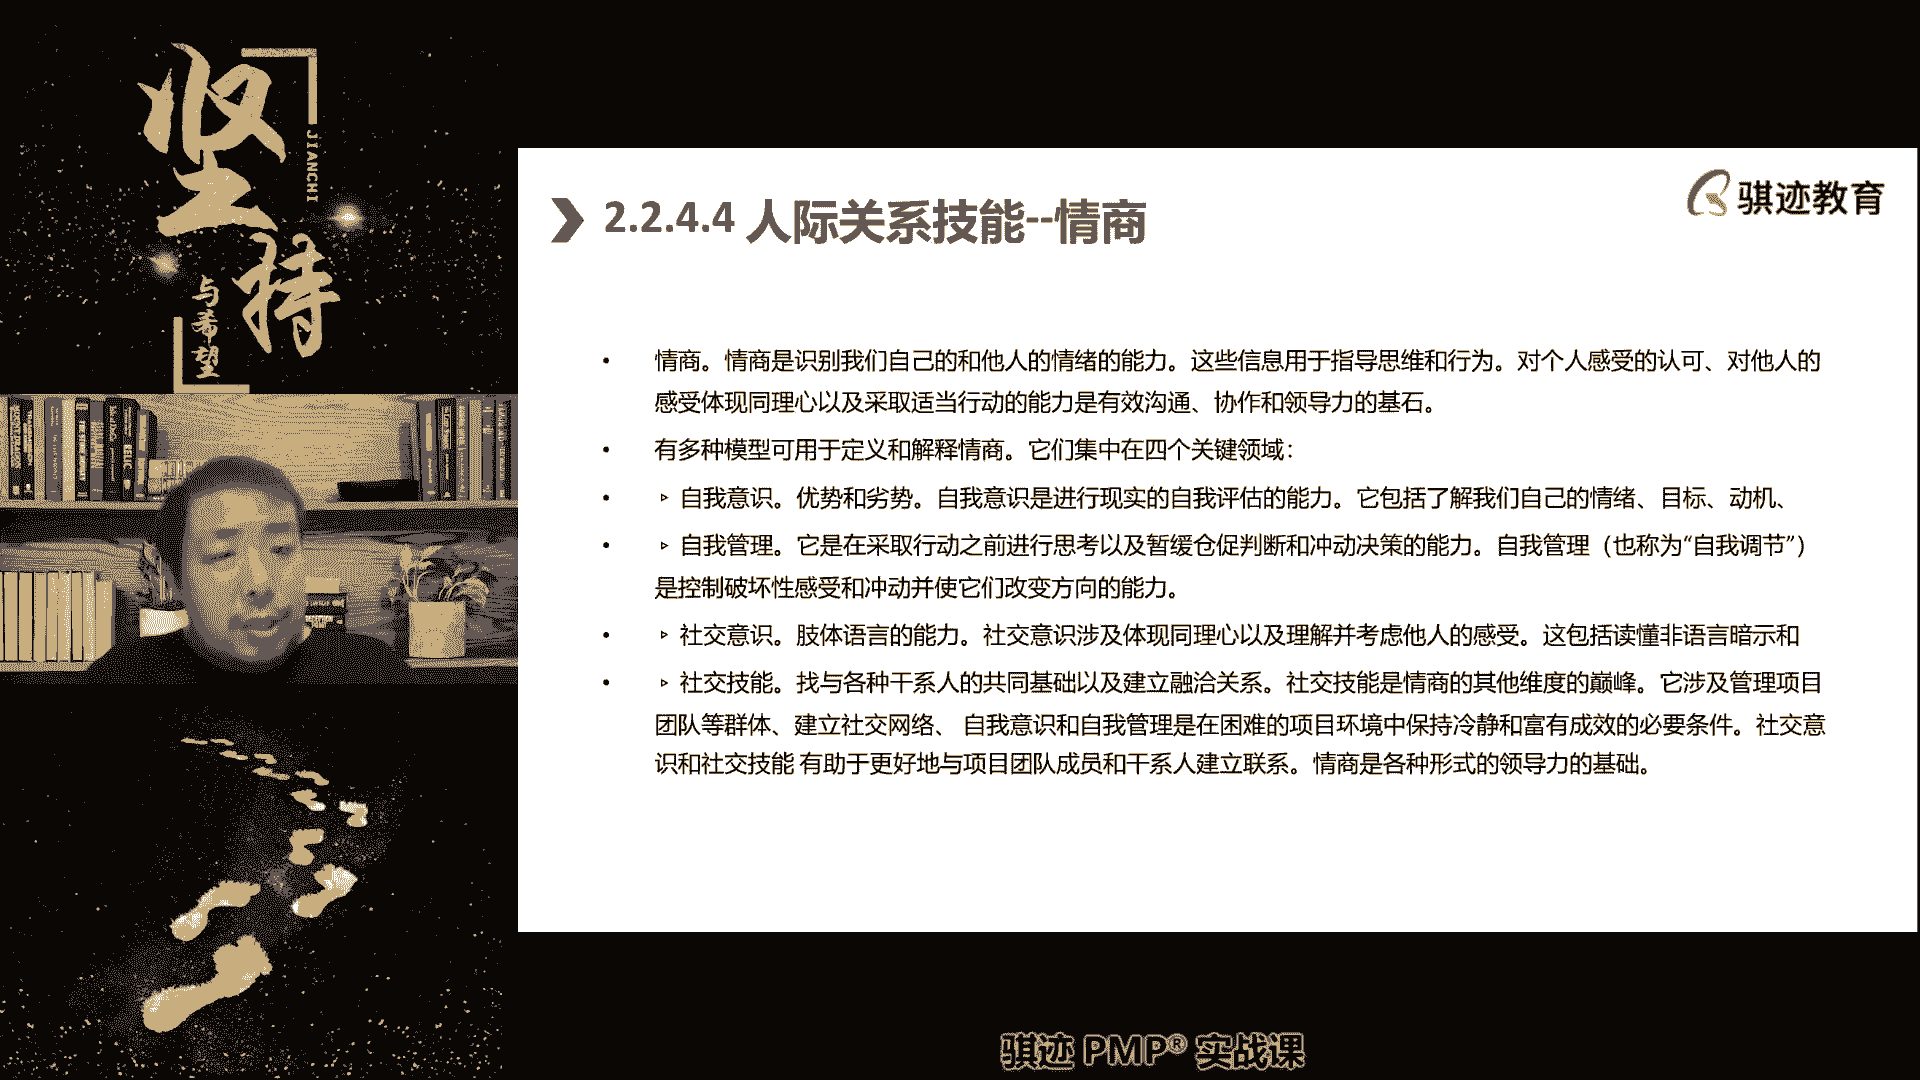 坚持
JIANCHI
与希望
骐迹教育
2.2.4.4 人际关系技能--情商
• 情商。情商是识别我们自己的和他人的情绪的能力。这些信息用于指导思维和行为。对个人感受的认可、对他人的
感受体现同理心以及采取适当行动的能力是有效沟通、协作和领导力的基石。
• 有多种模型可用于定义和解释情商。它们集中在四个关键领域：
• ▹ 自我意识。优势和劣势。自我意识是进行现实的自我评估的能力。它包括了解我们自己的情绪、目标、动机、
• ▹ 自我管理。它是在采取行动之前进行思考以及暂缓仓促判断和冲动决策的能力。自我管理（也称为“自我调节”）
是控制破坏性感受和冲动并使它们改变方向的能力。
• ▹ 社交意识。肢体语言的能力。社交意识涉及体现同理心以及理解并考虑他人的感受。这包括读懂非语言暗示和
• ▹ 社交技能。找与各种干系人的共同基础以及建立融洽关系。社交技能是情商的其他维度的巅峰。它涉及管理项目
团队等群体、建立社交网络、 自我意识和自我管理是在困难的项目环境中保持冷静和富有成效的必要条件。社交意
识和社交技能 有助于更好地与项目团队成员和干系人建立联系。情商是各种形式的领导力的基础。
骐迹 PMP® 实战课